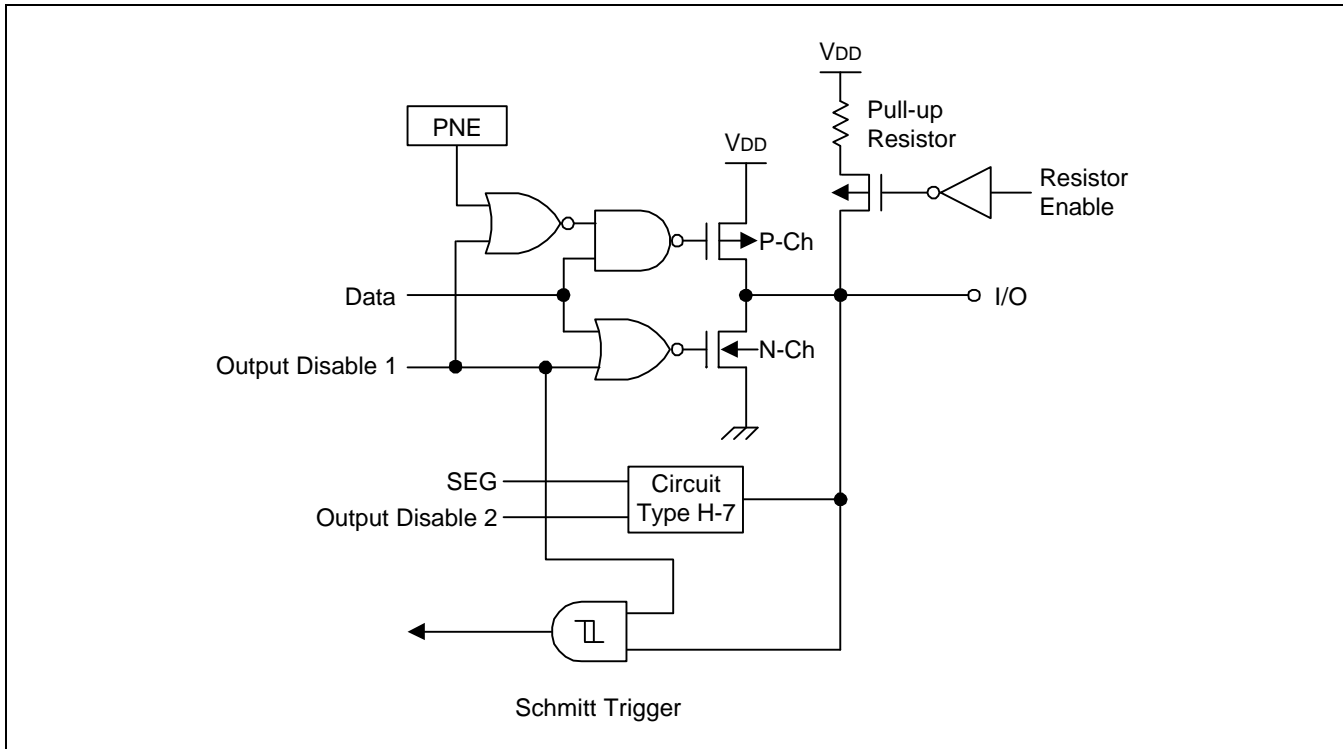 VDD
Pull-up
Resistor
PNE
VDD
Resistor
Enable
P-Ch
Data
I/O
N-Ch
Output Disable 1
SEG
Circuit
Type H-7
Output Disable 2
Schmitt Trigger